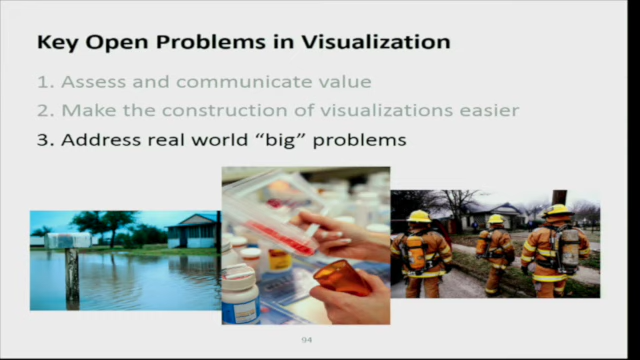 Key Open Problems in Visualization
1. Assess and communicate value
2. Make the construction of visualizations easier
3. Address real world “big” problems
94